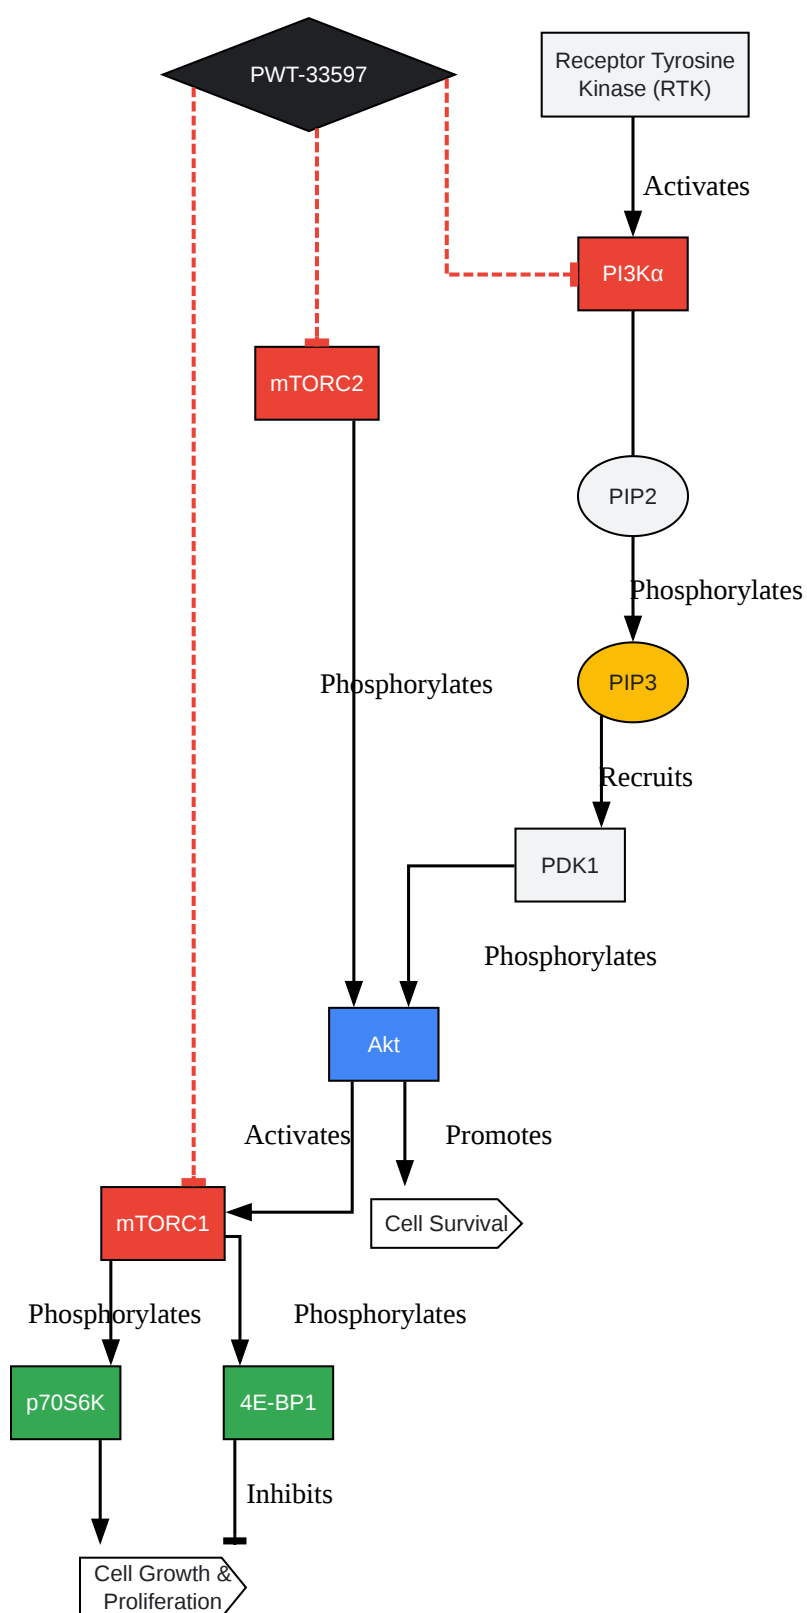 PWT-33597
Receptor Tyrosine
Kinase (RTK)
Activates
PI3Kα
mTORC2
PIP2
Phosphorylates
PIP3
Phosphorylates
Recruits
PDK1
Phosphorylates
Akt
Activates
Promotes
mTORC1
Cell Survival
Phosphorylates
Phosphorylates
p70S6K
4E-BP1
Inhibits
Cell Growth &
Proliferation